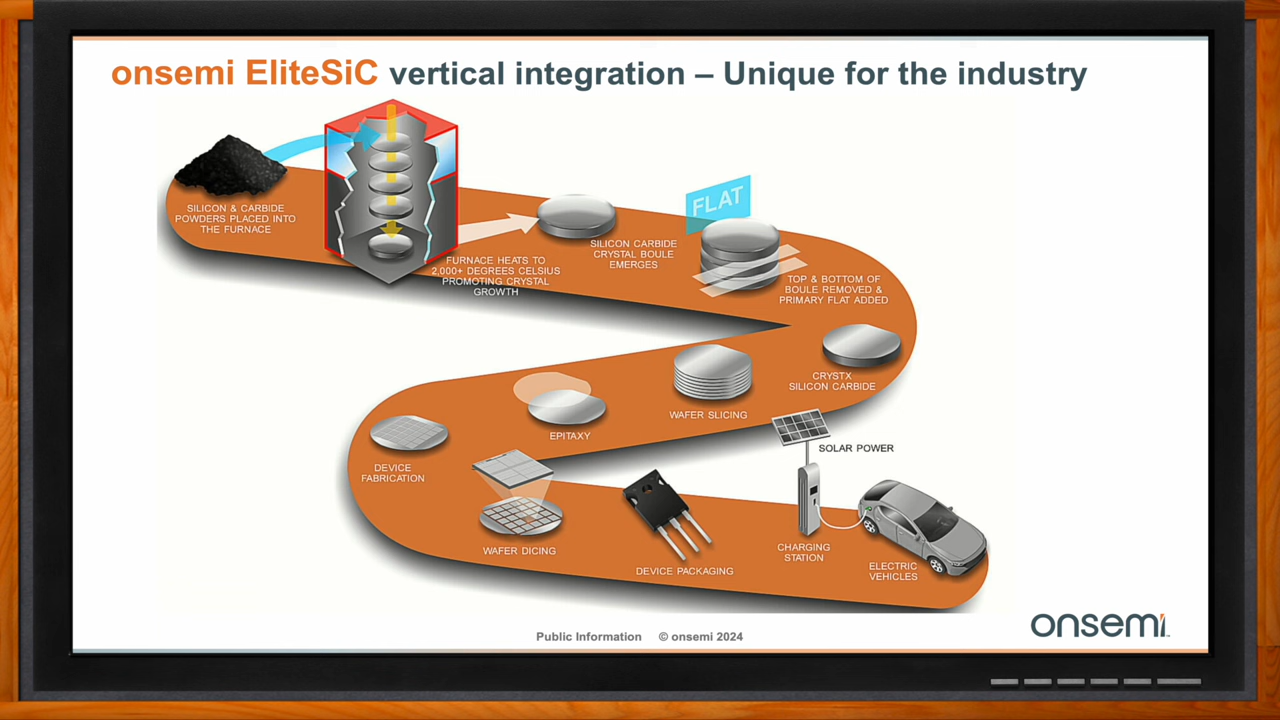 onsemi EliteSiC vertical integration – Unique for the industry
SILICON & CARBIDE
POWDERS PLACED INTO
THE FURNACE
FURNACE HEATS TO
2,000+ DEGREES CELSIUS
PROMOTING CRYSTAL
GROWTH
SILICON CARBIDE
CRYSTAL BOULE
EMERGES
FLAT
TOP & BOTTOM OF
BOULE REMOVED &
PRIMARY FLAT ADDED
CRYSTX
SILICON CARBIDE
WAFER SLICING
EPITAXY
DEVICE
FABRICATION
WAFER DICING
DEVICE PACKAGING
SOLAR POWER
CHARGING
STATION
ELECTRIC
VEHICLES
Public Information © onsemi 2024
onsemi